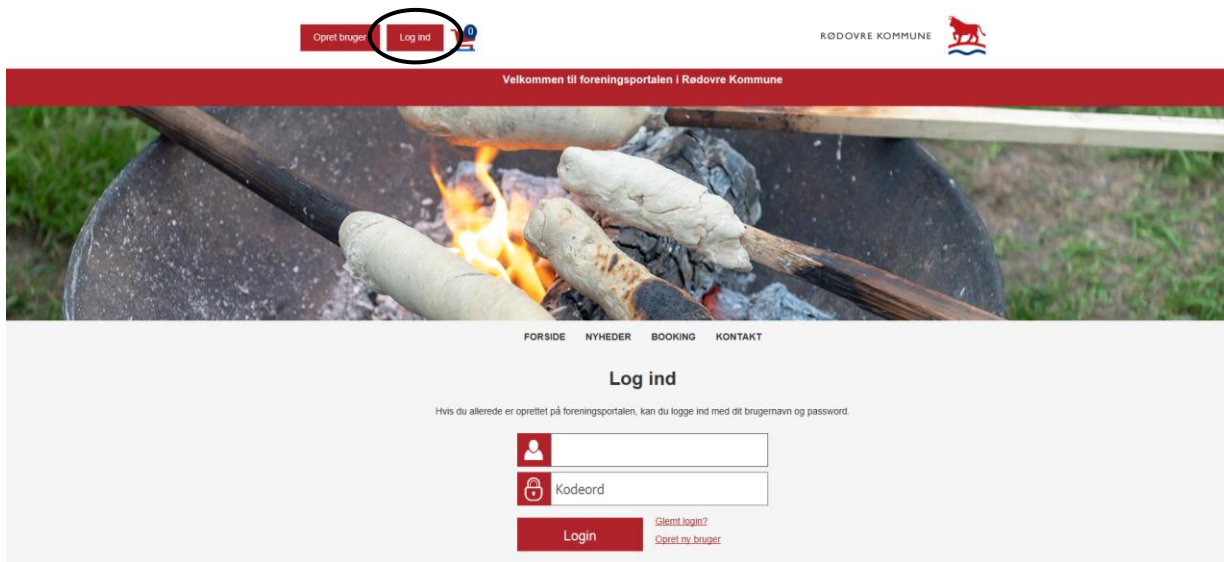 Opret bruger Log ind 0 RØDOVRE KOMMUNE
Velkommen til foreningsportalen i Rødovre Kommune
FORSIDE NYHEDER BOOKING KONTAKT
Log ind
Hvis du allerede er oprettet på foreningsportalen, kan du logge ind med dit brugernavn og password.
Kodeord
Login
Glemt login?
Opret ny bruger